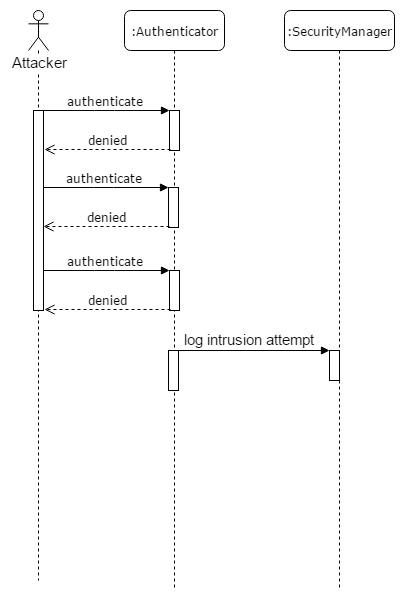 :Authenticator
:SecurityManager
Attacker
authenticate
denied
authenticate
denied
authenticate
denied
log intrusion attempt